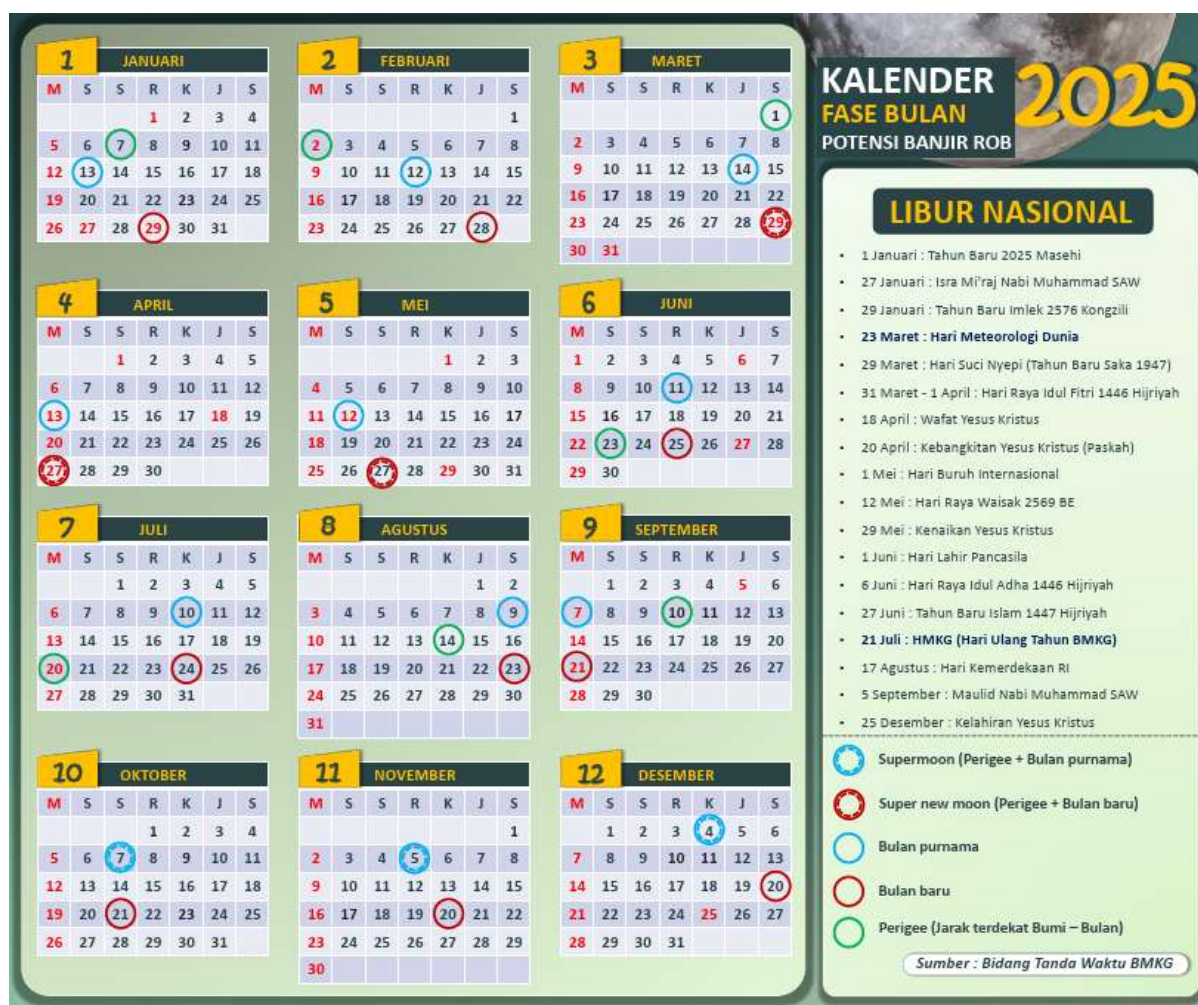 KALENDER 2025
FASE BULAN
POTENSI BANJIR ROB
1 JANUARI
M S S R K J S
1 2 3 4
5 6 7 8 9 10 11
12 13 14 15 16 17 18
19 20 21 22 23 24 25
26 27 28 29 30 31
2 FEBRUARI
M S S R K J S
1
2 3 4 5 6 7 8
9 10 11 12 13 14 15
16 17 18 19 20 21 22
23 24 25 26 27 28
3 MARET
M S S R K J S
1
2 3 4 5 6 7 8
9 10 11 12 13 14 15
16 17 18 19 20 21 22
23 24 25 26 27 28 29
30 31
4 APRIL
M S S R K J S
1 2 3 4 5
6 7 8 9 10 11 12
13 14 15 16 17 18 19
20 21 22 23 24 25 26
27 28 29 30
5 MEI
M S S R K J S
1 2 3
4 5 6 7 8 9 10
11 12 13 14 15 16 17
18 19 20 21 22 23 24
25 26 27 28 29 30 31
6 JUNI
M S S R K J S
1 2 3 4 5 6 7
8 9 10 11 12 13 14
15 16 17 18 19 20 21
22 23 24 25 26 27 28
29 30
7 JULI
M S S R K J S
1 2 3 4 5
6 7 8 9 10 11 12
13 14 15 16 17 18 19
20 21 22 23 24 25 26
27 28 29 30 31
8 AGUSTUS
M S S R K J S
1 2
3 4 5 6 7 8 9
10 11 12 13 14 15 16
17 18 19 20 21 22 23
24 25 26 27 28 29 30
31
9 SEPTEMBER
M S S R K J S
1 2 3 4 5 6
7 8 9 10 11 12 13
14 15 16 17 18 19 20
21 22 23 24 25 26 27
28 29 30
10 OKTOBER
M S S R K J S
1 2 3 4
5 6 7 8 9 10 11
12 13 14 15 16 17 18
19 20 21 22 23 24 25
26 27 28 29 30 31
11 NOVEMBER
M S S R K J S
1
2 3 4 5 6 7 8
9 10 11 12 13 14 15
16 17 18 19 20 21 22
23 24 25 26 27 28 29
30
12 DESEMBER
M S S R K J S
1 2 3 4 5 6
7 8 9 10 11 12 13
14 15 16 17 18 19 20
21 22 23 24 25 26 27
28 29 30 31
LIBUR NASIONAL
• 1 Januari : Tahun Baru 2025 Masehi
• 27 Januari : Isra Mi'raj Nabi Muhammad SAW
• 29 Januari : Tahun Baru Imlek 2576 Kongzili
• 23 Maret : Hari Meteorologi Dunia
• 29 Maret : Hari Suci Nyepi (Tahun Baru Saka 1947)
• 31 Maret - 1 April : Hari Raya Idul Fitri 1446 Hijriyah
• 18 April : Wafat Yesus Kristus
• 20 April : Kebangkitan Yesus Kristus (Paskah)
• 1 Mei : Hari Buruh Internasional
• 12 Mei : Hari Raya Waisak 2569 BE
• 29 Mei : Kenaikan Yesus Kristus
• 1 Juni : Hari Lahir Pancasila
• 6 Juni : Hari Raya Idul Adha 1446 Hijriyah
• 27 Juni : Tahun Baru Islam 1447 Hijriyah
• 21 Juli : HMKG (Hari Ulang Tahun BMKG)
• 17 Agustus : Hari Kemerdekaan RI
• 5 September : Maulid Nabi Muhammad SAW
• 25 Desember : Kelahiran Yesus Kristus
Supermoon (Perigee + Bulan purnama)
Super new moon (Perigee + Bulan baru)
Bulan purnama
Bulan baru
Perigee (Jarak terdekat Bumi – Bulan)
Sumber : Bidang Tanda Waktu BMKG